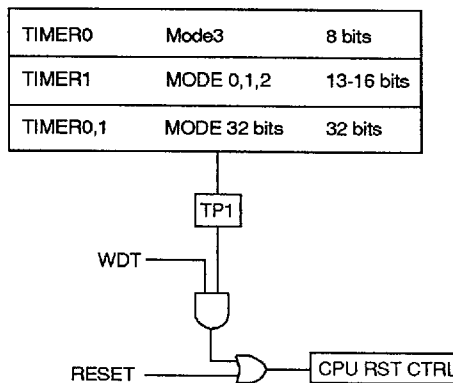 TIMER0 Mode3 8 bits
TIMER1 MODE 0,1,2 13-16 bits
TIMER0,1 MODE 32 bits 32 bits
TP1
WDT
RESET
CPU RST CTRL